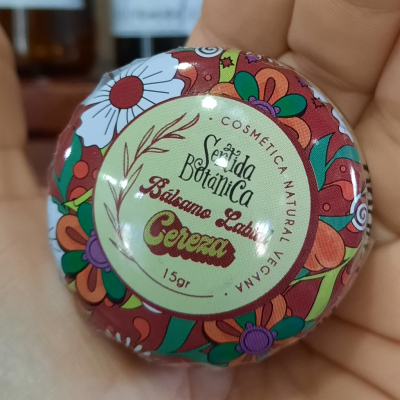 Sentida
Botánica
Bálsamo Labial
Cereza
15gr
· COSMÉTICA NATURAL VEGANA ·